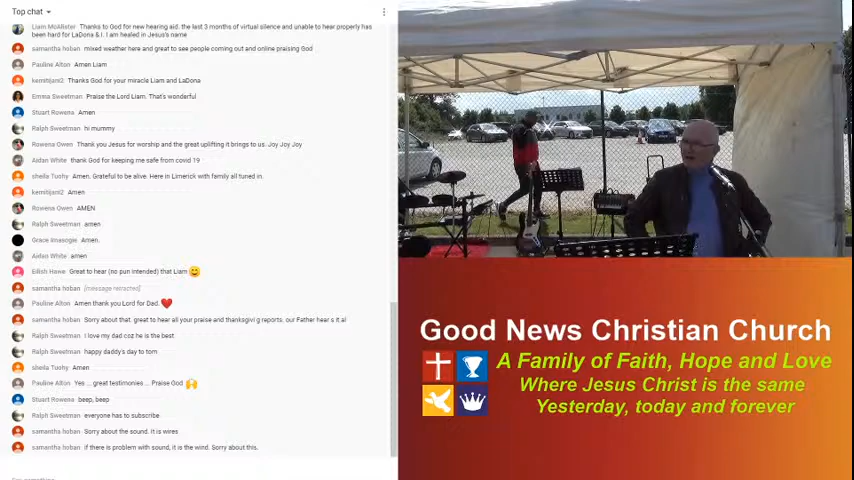 Top chat
Liam McAlister Thanks to God for new hearing aid. the last 3 months of virtual silence and unable to hear properly has
been hard for LaDona & I. I am healed in Jesus's name
samantha hoban mixed weather here and great to see people coming out and online praising God
Pauline Alton Amen Liam
kemitijani2 Thanks God for your miracle Liam and LaDona
Emma Sweetman Praise the Lord Liam. That's wonderful
Stuart Rowena Amen
Ralph Sweetman hi mummy
Rowena Owen Thank you Jesus for worship and the great uplifting it brings to us. Joy Joy Joy
Aidan White thank God for keeping me safe from covid 19
sheila Tuohy Amen. Grateful to be alive. Here in Limerick with family all tuned in.
kemitijani2 Amen
Rowena Owen AMEN
Ralph Sweetman amen
Grace Imasogie Amen.
Aidan White amen
Eilish Hawe Great to hear (no pun intended) that Liam 😄
samantha hoban [message retracted]
Pauline Alton Amen thank you Lord for Dad. ❤️
samantha hoban Sorry about that. great to hear all your praise and thanksgivi g reports. our Father hear s it al
Ralph Sweetman I love my dad coz he is the best
Ralph Sweetman happy daddy's day to tom
sheila Tuohy Amen
Pauline Alton Yes ... great testimonies ... Praise God 🙌
Stuart Rowena beep, beep
Ralph Sweetman everyone has to subscribe
samantha hoban Sorry about the sound. It is wires
samantha hoban if there is problem with sound, it is the wind. Sorry about this.
Good News Christian Church
A Family of Faith, Hope and Love
Where Jesus Christ is the same
Yesterday, today and forever